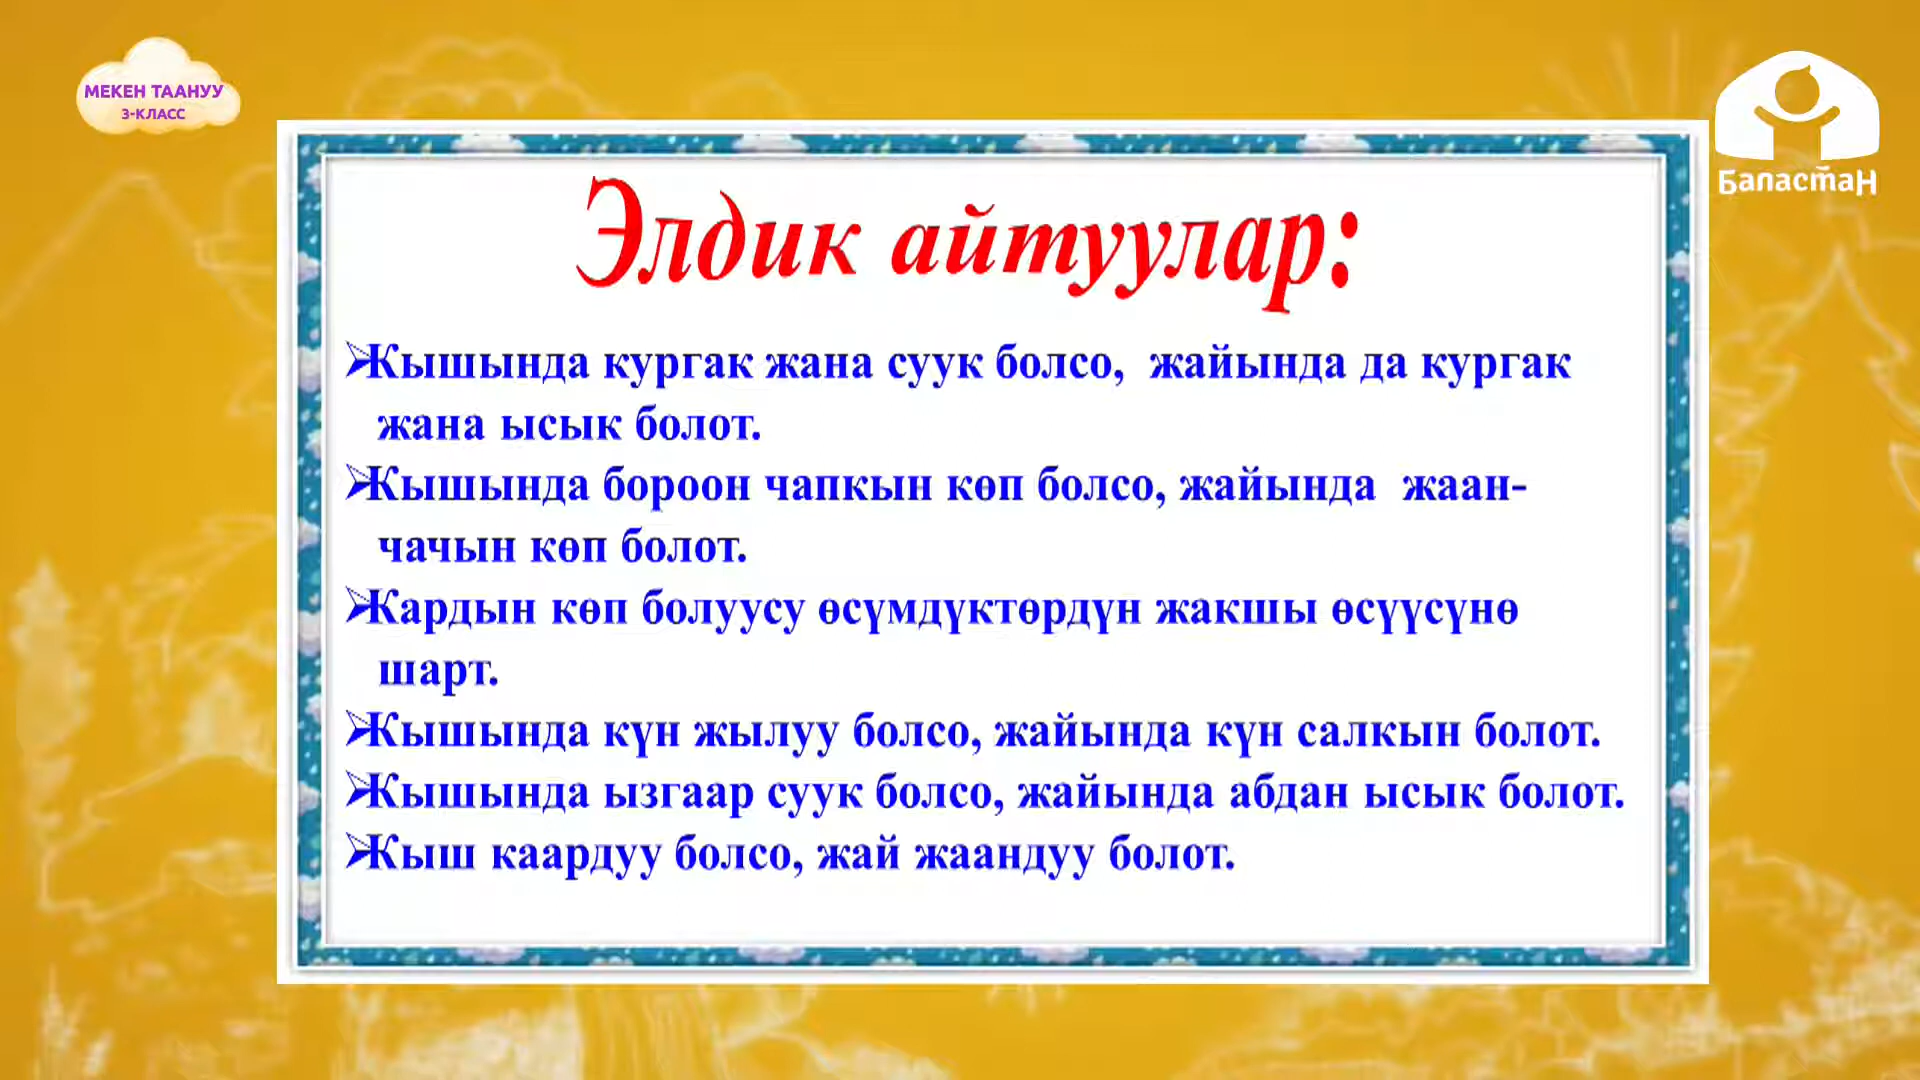 МЕКЕН ТААНУУ
3-КЛАСС
Баластан
Элдик айтуулар:
Кышында кургак жана суук болсо, жайында да кургак
жана ысык болот.
Кышында бороон чапкын көп болсо, жайында жаан-
чачын көп болот.
Кардын көп болуусу өсүмдүктөрдүн жакшы өсүүсүнө
шарт.
Кышында күн жылуу болсо, жайында күн салкын болот.
Кышында ызгаар суук болсо, жайында абдан ысык болот.
Кыш каардуу болсо, жай жаандуу болот.